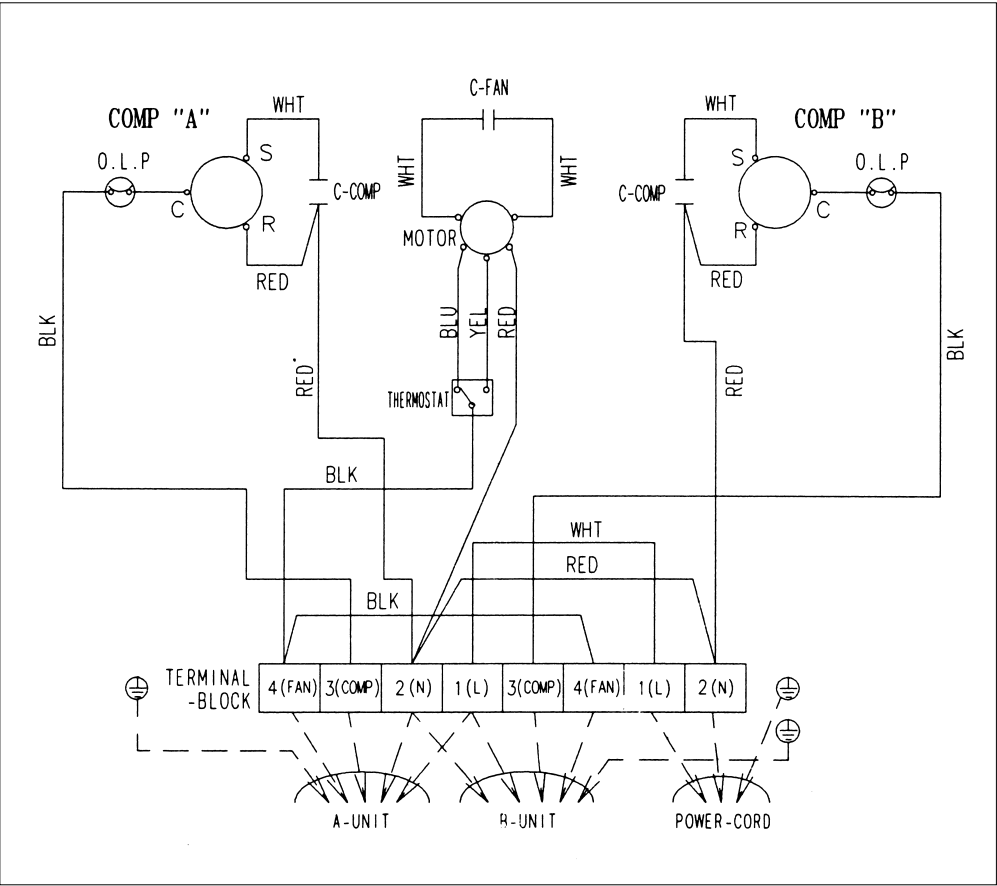 C-FAN
COMP "A"
WHT
WHT
COMP "B"
O.L.P
S
WHT
WHT
S
O.L.P
C
C-COMP
C-COMP
C
R
MOTOR
R
RED
RED
BLK
BLU
YEL
RED
BLK
RED
THERMOSTAT
RED
BLK
WHT
RED
BLK
TERMINAL
-BLOCK
4(FAN) 3(COMP) 2(N) 1(L) 3(COMP) 4(FAN) 1(L) 2(N)
A-UNIT
B-UNIT
POWER-CORD